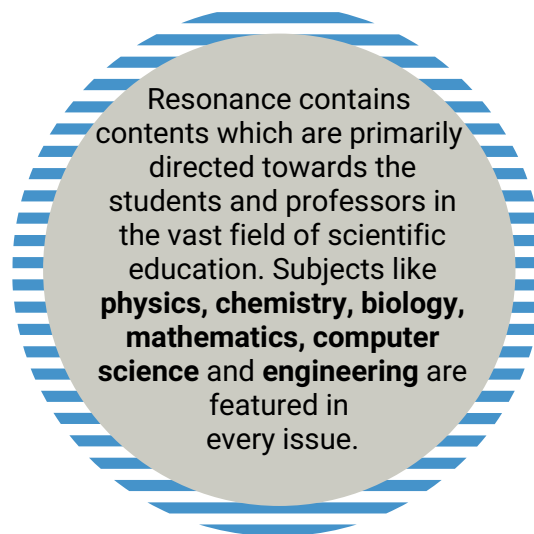 Resonance contains
contents which are primarily
directed towards the
students and professors in
the vast field of scientific
education. Subjects like
physics, chemistry, biology,
mathematics, computer
science and engineering are
featured in
every issue.